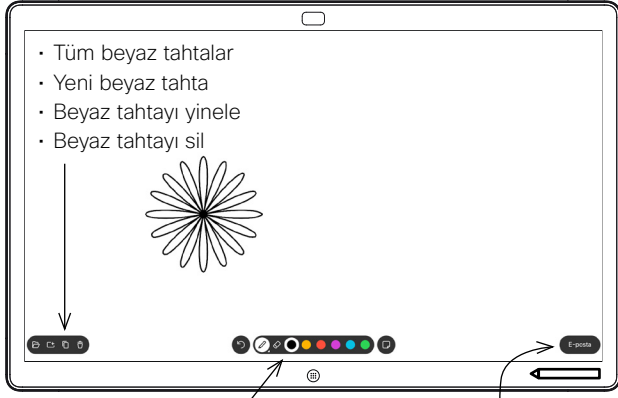 · Tüm beyaz tahtalar
· Yeni beyaz tahta
· Beyaz tahtayı yinele
· Beyaz tahtayı sil
E-posta